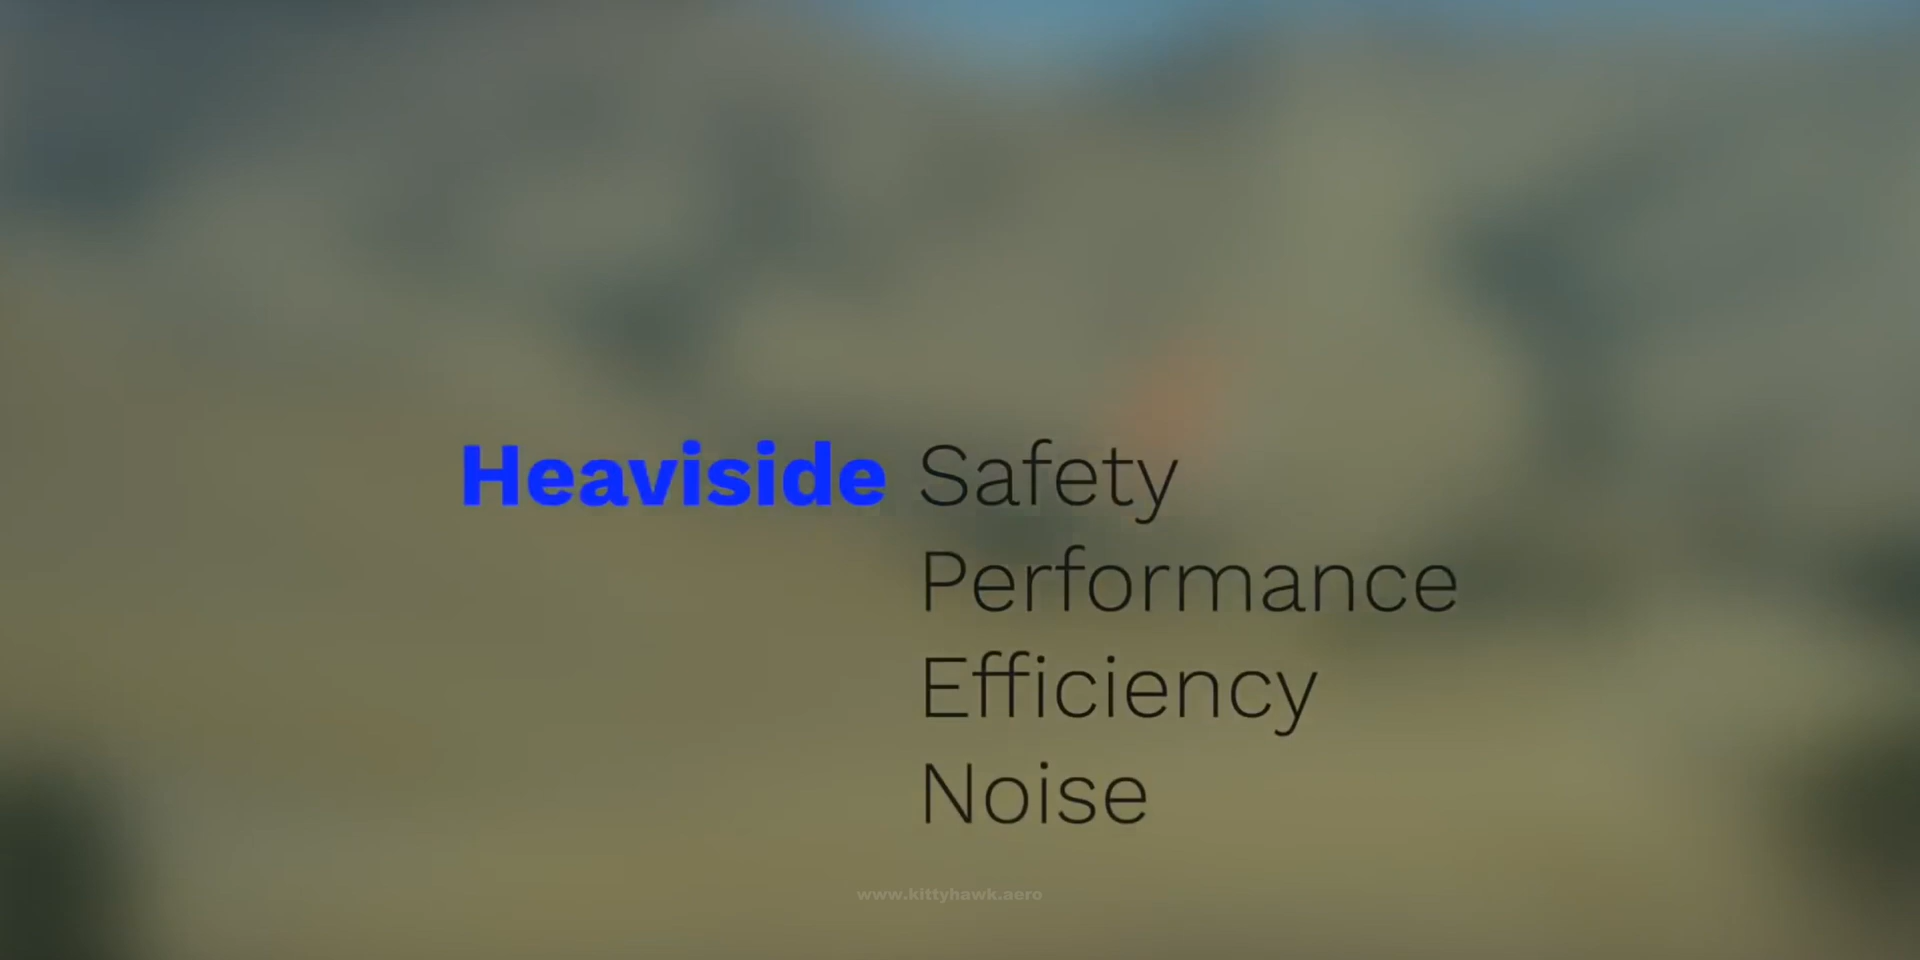 Heaviside Safety
Performance
Efficiency
Noise
www.kittyhawk.aero